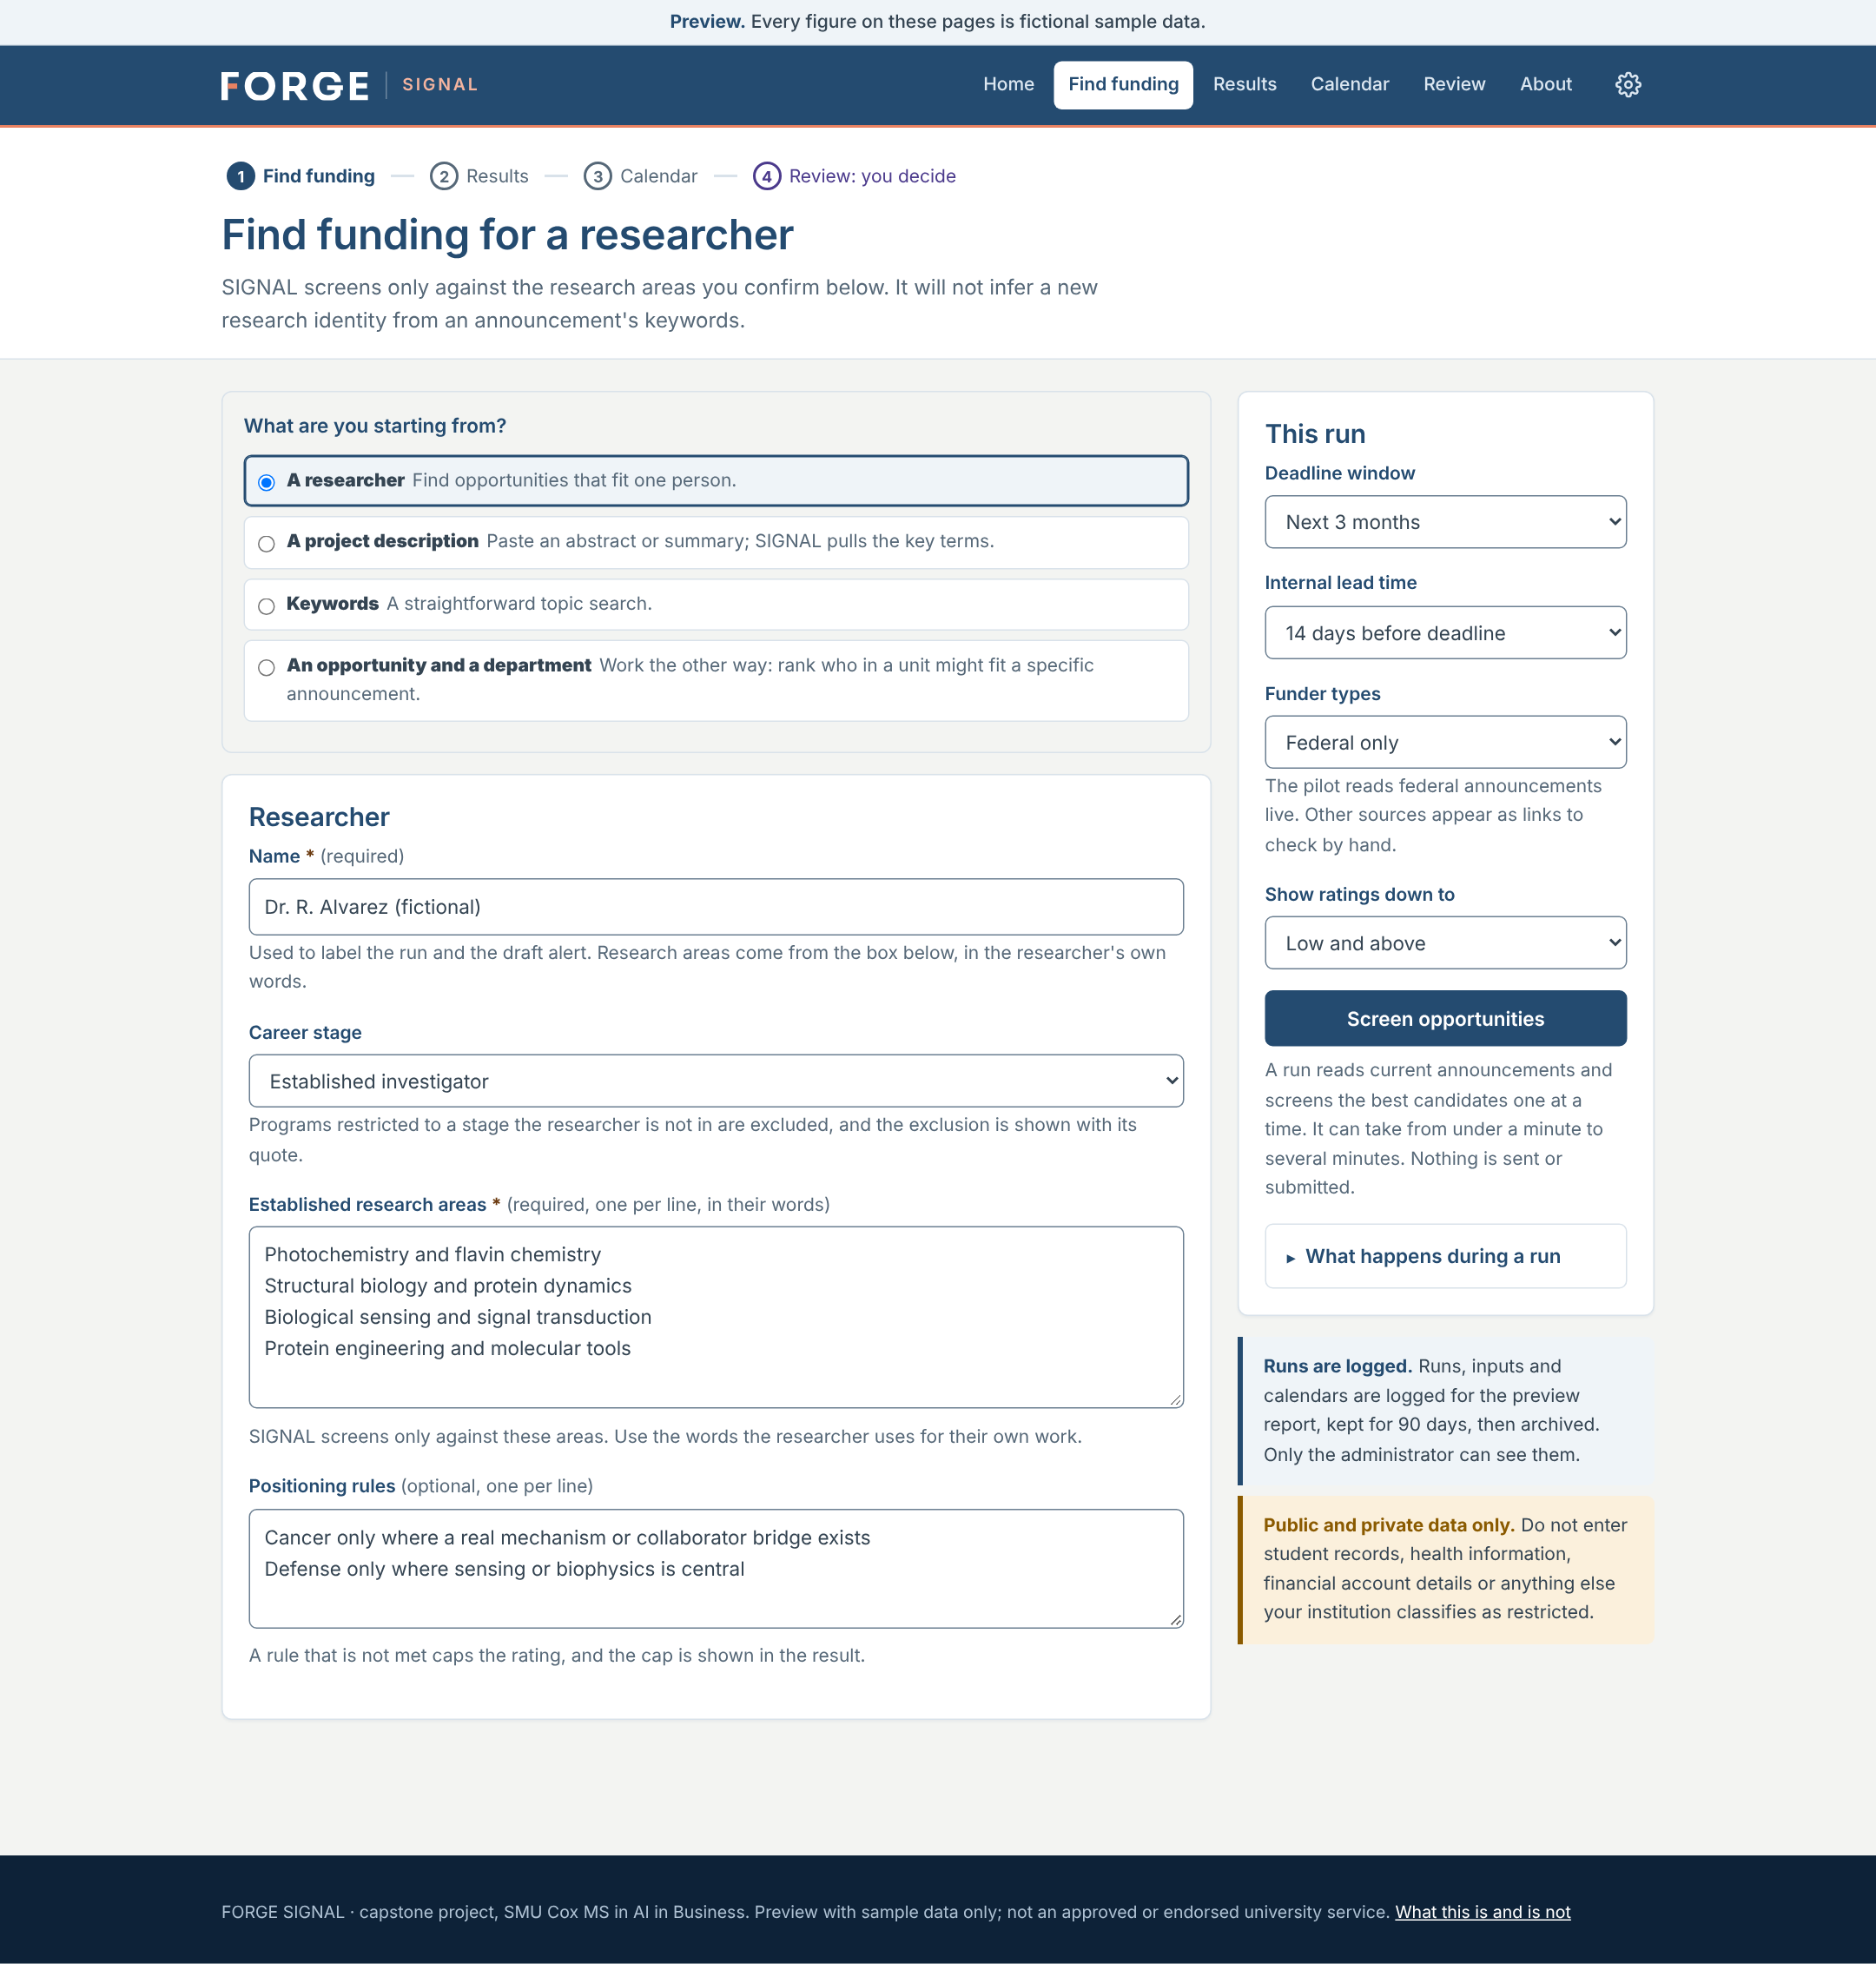 Preview. Every figure on these pages is fictional sample data.
FORGE SIGNAL
Home Find funding Results Calendar Review About
1 Find funding 2 Results 3 Calendar 4 Review: you decide
Find funding for a researcher
SIGNAL screens only against the research areas you confirm below. It will not infer a new
research identity from an announcement's keywords.
What are you starting from?
A researcher Find opportunities that fit one person.
A project description Paste an abstract or summary; SIGNAL pulls the key terms.
Keywords A straightforward topic search.
An opportunity and a department Work the other way: rank who in a unit might fit a specific
announcement.
Researcher
Name * (required)
Dr. R. Alvarez (fictional)
Used to label the run and the draft alert. Research areas come from the box below, in the researcher's own
words.
Career stage
Established investigator
Programs restricted to a stage the researcher is not in are excluded, and the exclusion is shown with its
quote.
Established research areas * (required, one per line, in their words)
Photochemistry and flavin chemistry
Structural biology and protein dynamics
Biological sensing and signal transduction
Protein engineering and molecular tools
SIGNAL screens only against these areas. Use the words the researcher uses for their own work.
Positioning rules (optional, one per line)
Cancer only where a real mechanism or collaborator bridge exists
Defense only where sensing or biophysics is central
A rule that is not met caps the rating, and the cap is shown in the result.
This run
Deadline window
Next 3 months
Internal lead time
14 days before deadline
Funder types
Federal only
The pilot reads federal announcements
live. Other sources appear as links to
check by hand.
Show ratings down to
Low and above
Screen opportunities
A run reads current announcements and
screens the best candidates one at a
time. It can take from under a minute to
several minutes. Nothing is sent or
submitted.
▸ What happens during a run
Runs are logged. Runs, inputs and
calendars are logged for the preview
report, kept for 90 days, then archived.
Only the administrator can see them.
Public and private data only. Do not enter
student records, health information,
financial account details or anything else
your institution classifies as restricted.
FORGE SIGNAL · capstone project, SMU Cox MS in AI in Business. Preview with sample data only; not an approved or endorsed university service. What this is and is not